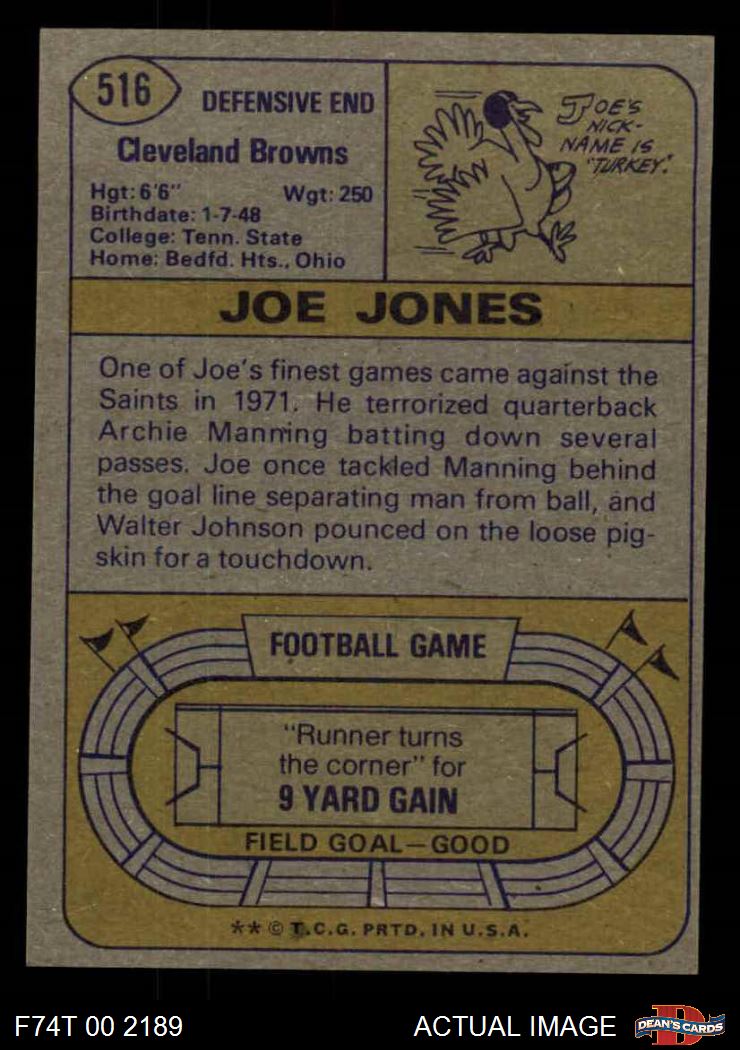 516
DEFENSIVE END
Cleveland Browns
Hgt: 6'6" Wgt: 250
Birthdate: 1-7-48
College: Tenn. State
Home: Bedfd. Hts., Ohio
JOE'S
NICK-
NAME IS
"TURKEY."
JOE JONES
One of Joe's finest games came against the
Saints in 1971. He terrorized quarterback
Archie Manning batting down several
passes. Joe once tackled Manning behind
the goal line separating man from ball, and
Walter Johnson pounced on the loose pig-
skin for a touchdown.
FOOTBALL GAME
"Runner turns
the corner" for
9 YARD GAIN
FIELD GOAL—GOOD
** © T.C.G. PRTD. IN U.S.A.
F74T 00 2189 ACTUAL IMAGE
D
DEAN'S CARDS